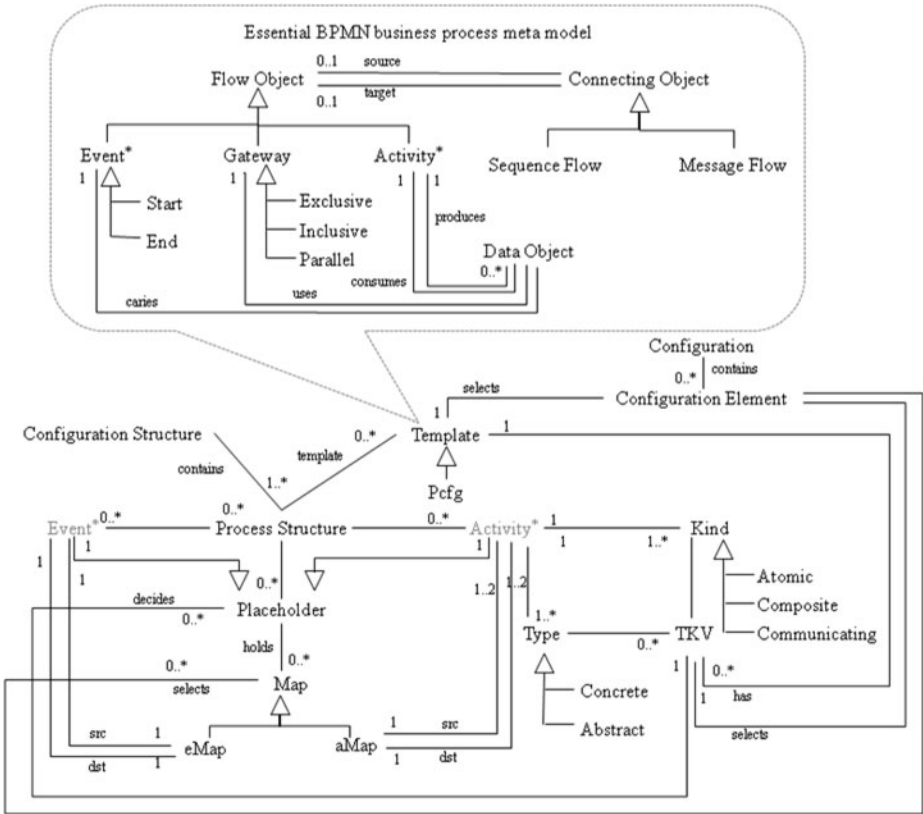 Essential BPMN business process meta model
0..1 source
Flow Object
Connecting Object
0..1 target
Event*
Gateway
Activity*
Sequence Flow
Message Flow
1
1
1
1
Start
Exclusive
produces
End
Inclusive
Parallel
Data Object
0..*
consumes
caries
uses
Configuration
contains
0..*
selects
Configuration Element
1
1
Configuration Structure
0..*
Template
template
contains
1..*
Pcfg
0..*
0..*
0..*
Event*
Process Structure
Activity*
1
Kind
1
1
1
1
1
1..*
0..*
1..2
1..2
Atomic
decides
Placeholder
0..*
Composite
1..*
Type
TKV
Communicating
holds
0..*
0..*
0..*
Map
selects
1
0..*
1
has
Concrete
Abstract
src
1
eMap
aMap
1
src
selects
dst
1
1
dst